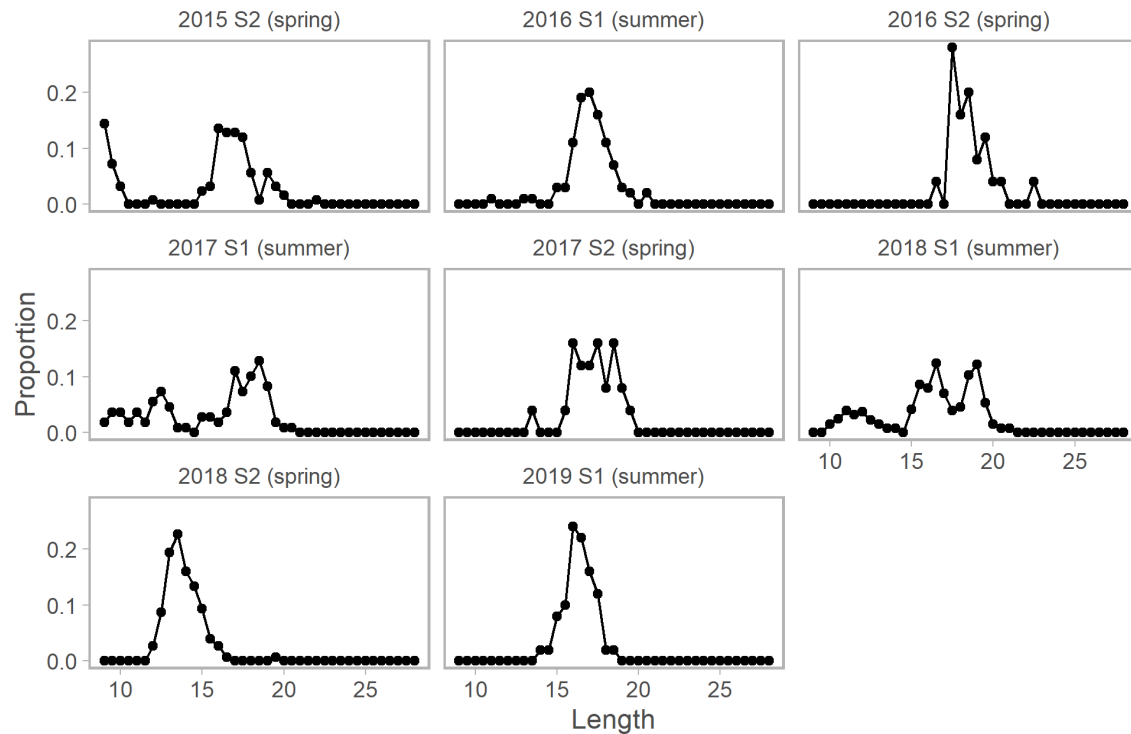 2015 S2 (spring)
2016 S1 (summer)
2016 S2 (spring)
0.2
0.1
0.0
2017 S1 (summer)
2017 S2 (spring)
2018 S1 (summer)
Proportion
0.2
0.1
0.0
10 15 20 25
2018 S2 (spring)
2019 S1 (summer)
0.2
0.1
0.0
10 15 20 25
10 15 20 25
Length